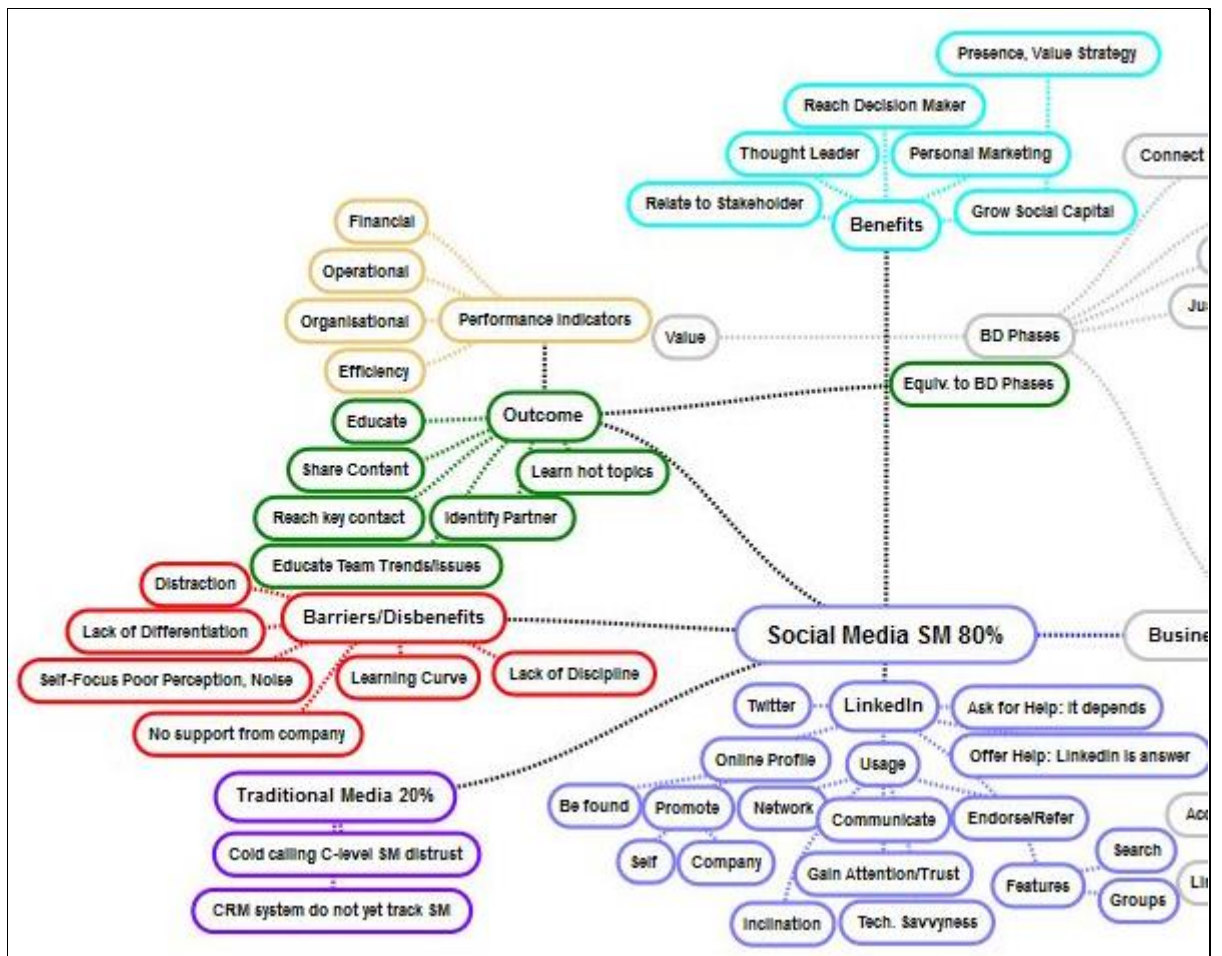 Presence, Value Strategy
Reach Decision Maker
Thought Leader
Personal Marketing
Connect
Relate to Stakeholder
Grow Social Capital
Benefits
Financial
Operational
Organisational
Performance Indicators
Value
BD Phases
Efficiency
Equiv. to BD Phases
Educate
Outcome
Share Content
Learn hot topics
Reach key contact
Identify Partner
Educate Team Trends/Issues
Distraction
Barriers/Disbenefits
Lack of Differentiation
Social Media SM 80%
Self-Focus Poor Perception, Noise
Learning Curve
Lack of Discipline
No support from company
Twitter
LinkedIn
Ask for Help: it depends
Online Profile
Usage
Offer Help: LinkedIn is answer
Traditional Media 20%
Be found
Promote
Network
Communicate
Endorse/Refer
Cold calling C-level SM distrust
Self
Company
Gain Attention/Trust
Search
Features
Groups
CRM system do not yet track SM
Inclination
Tech. Savvyness